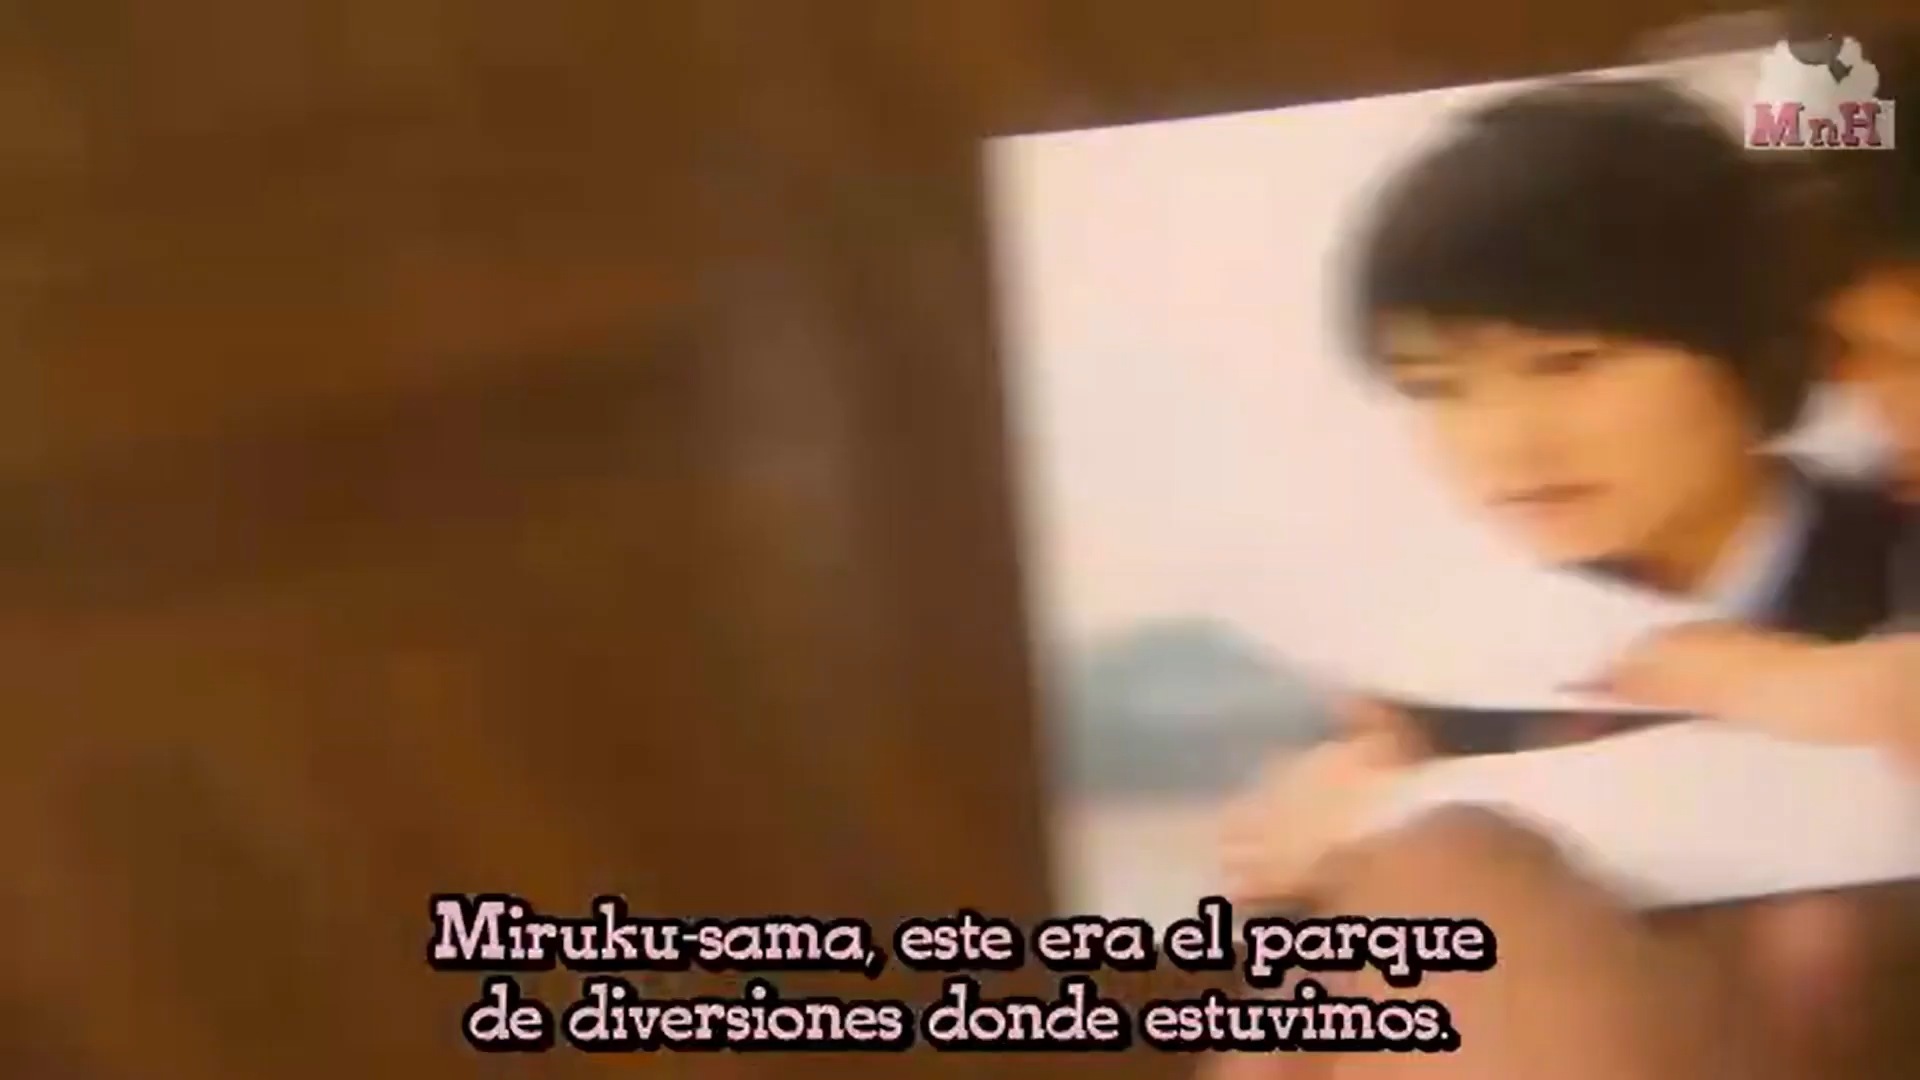 MnH
Miruku-sama, este era el parque
de diversiones donde estuvimos.